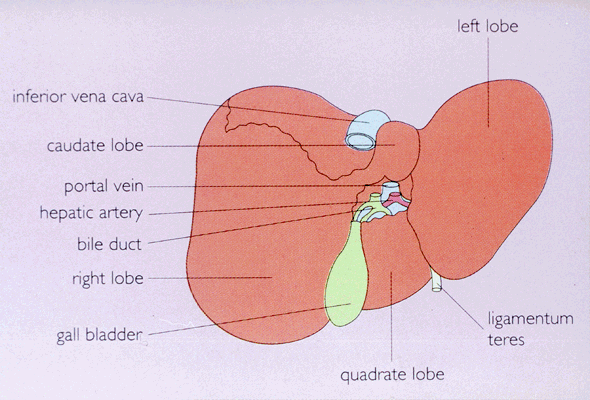 left lobe
inferior vena cava
caudate lobe
portal vein
hepatic artery
bile duct
right lobe
gall bladder
ligamentum
teres
quadrate lobe